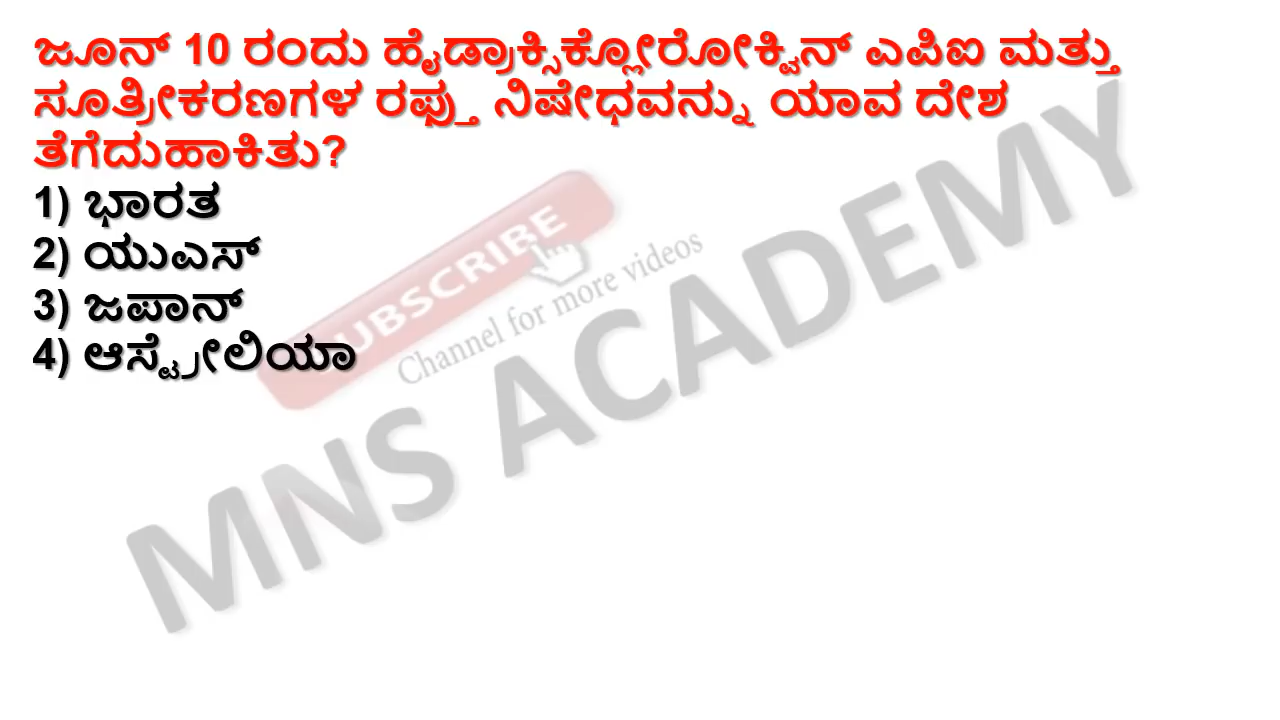 ಜೂನ್ 10 ರಂದು ಹೈಡ್ರಾಕ್ಸಿಕ್ಲೋರೋಕ್ವಿನ್ ಎಪಿಐ ಮತ್ತು
ಸೂತ್ರೀಕರಣಗಳ ರಫ್ತು ನಿಷೇಧವನ್ನು ಯಾವ ದೇಶ
ತೆಗೆದುಹಾಕಿತು?
1) ಭಾರತ
2) ಯುಎಸ್
3) ಜಪಾನ್
4) ಆಸ್ಟ್ರೇಲಿಯಾ
SUBSCRIBE
Channel for more videos
MNS ACADEMY